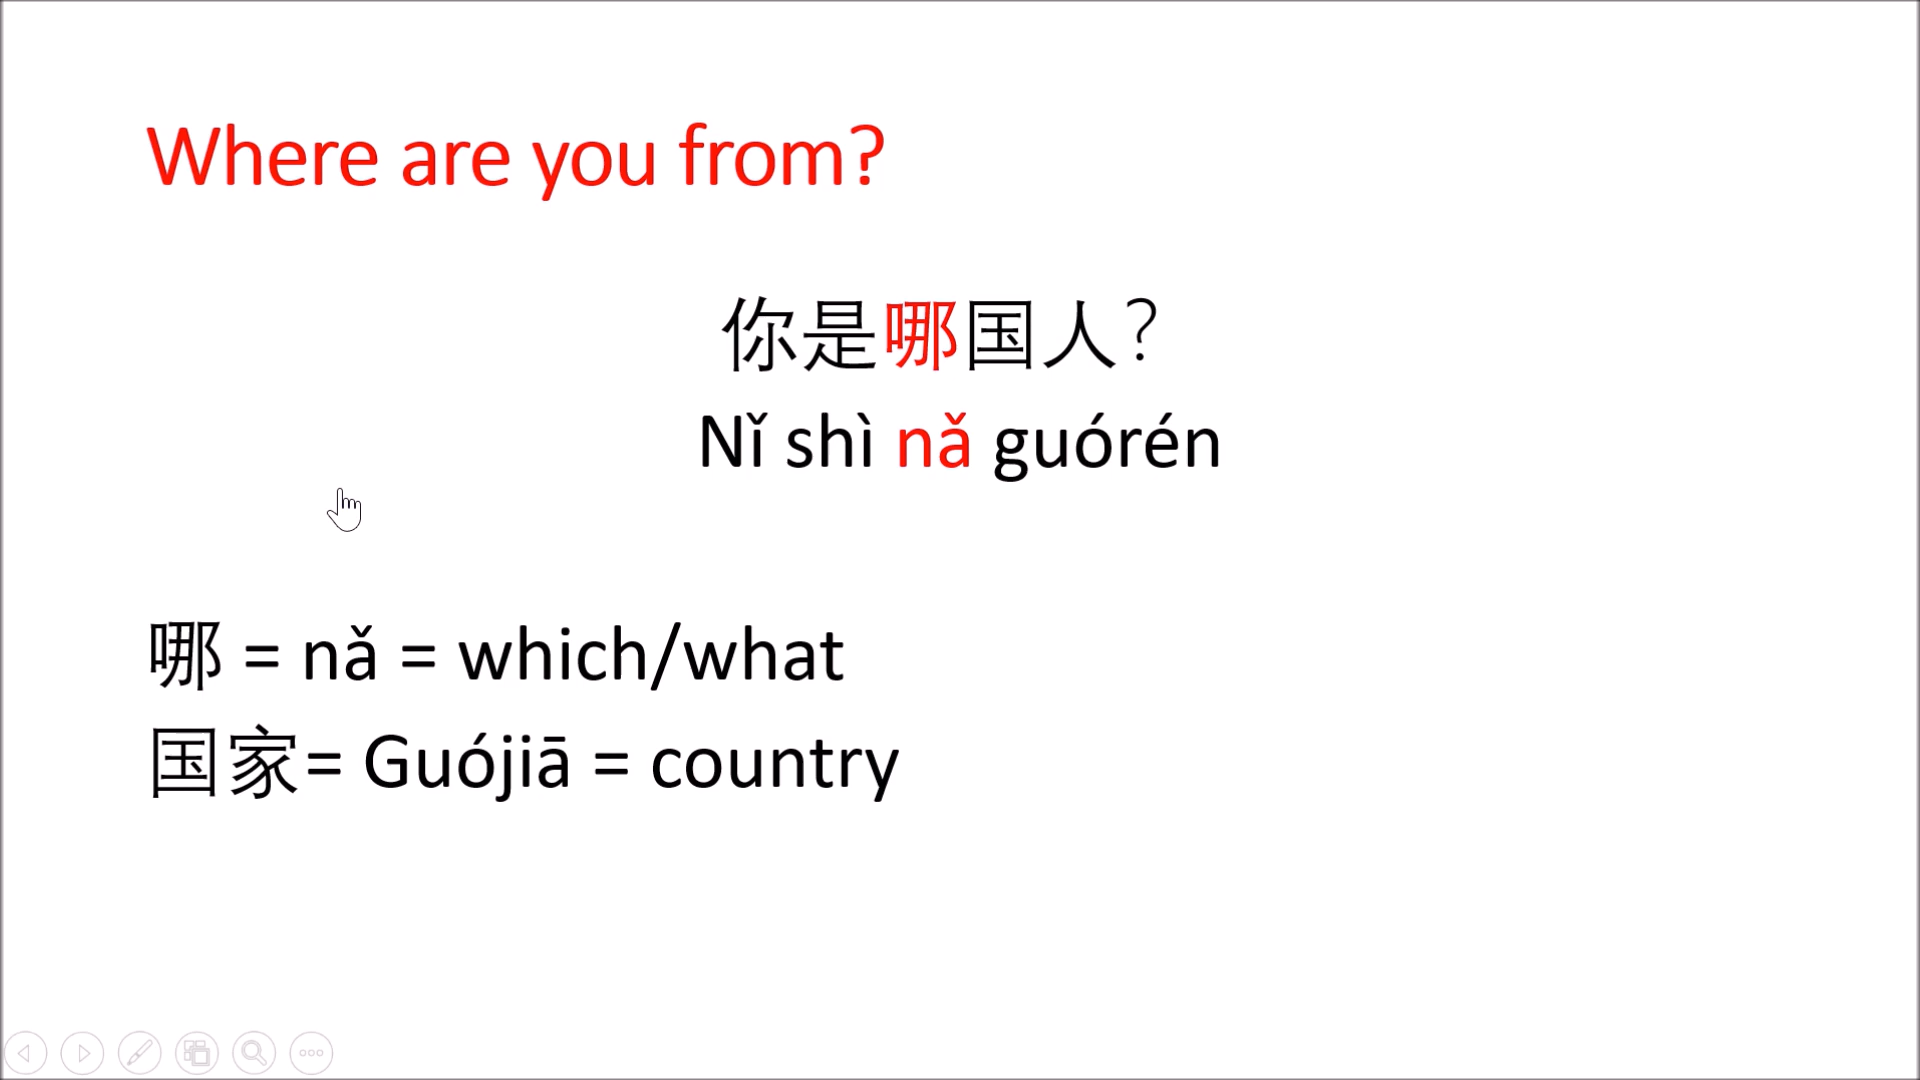 Where are you from?
你是哪国人?
Nǐ shì nǎ guórén
哪 = nǎ = which/what
国家= Guójiā = country